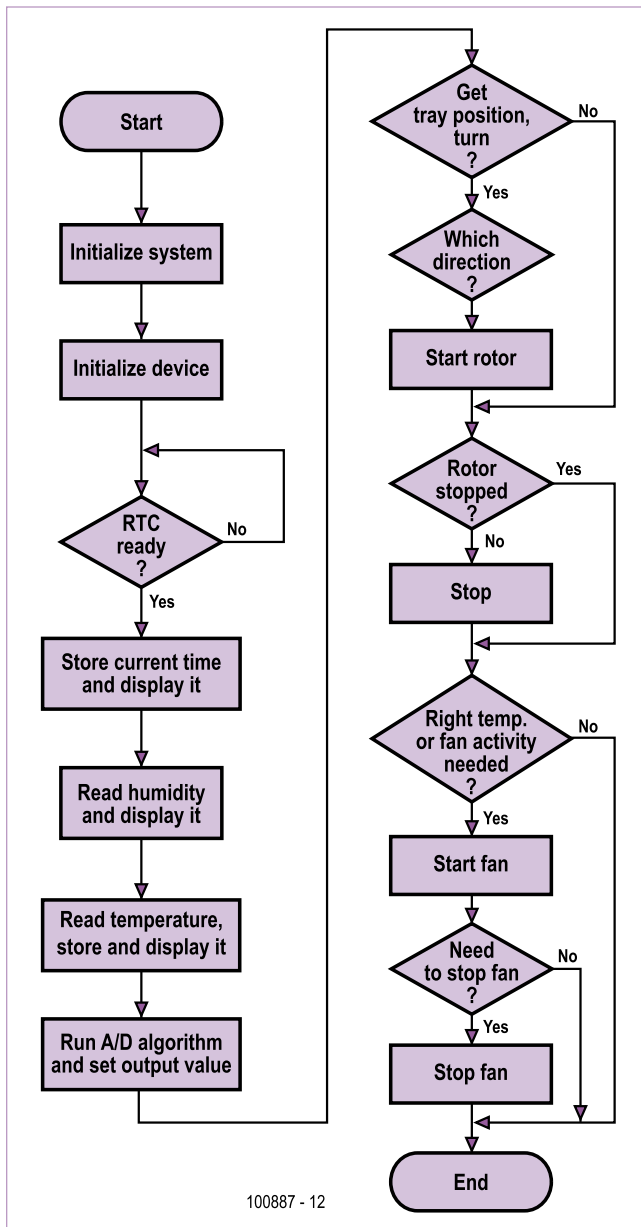 Start
Initialize system
Initialize device
RTC
ready
?
No
Yes
Store current time
and display it
Read humidity
and display it
Read temperature,
store and display it
Run A/D algorithm
and set output value
Get
tray position,
turn
?
No
Yes
Which
direction
?
Start rotor
Rotor
stopped
?
Yes
No
Stop
Right temp.
or fan activity
needed
?
No
Yes
Start fan
Need
to stop fan
?
No
Yes
Stop fan
End
100887 - 12